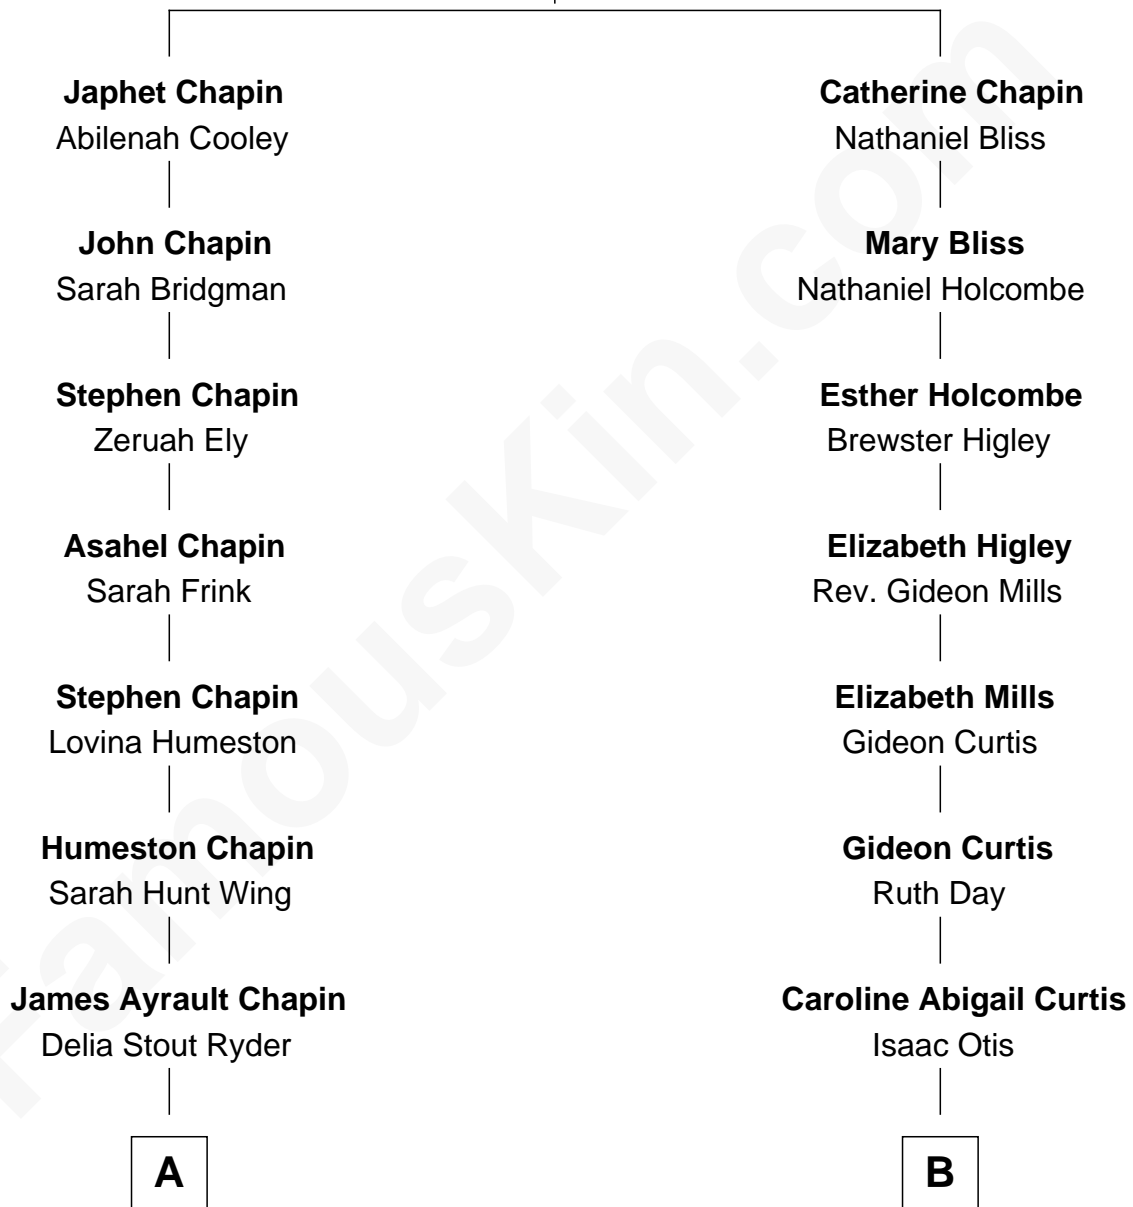 Japhet Chapin
Abilenah Cooley
John Chapin
Sarah Bridgman
Stephen Chapin
Zeruah Ely
Asahel Chapin
Sarah Frink
Stephen Chapin
Lovina Humeston
Humeston Chapin
Sarah Hunt Wing
James Ayrault Chapin
Delia Stout Ryder
A
Catherine Chapin
Nathaniel Bliss
Mary Bliss
Nathaniel Holcombe
Esther Holcombe
Brewster Higley
Elizabeth Higley
Rev. Gideon Mills
Elizabeth Mills
Gideon Curtis
Gideon Curtis
Ruth Day
Caroline Abigail Curtis
Isaac Otis
B
FamousKin.com